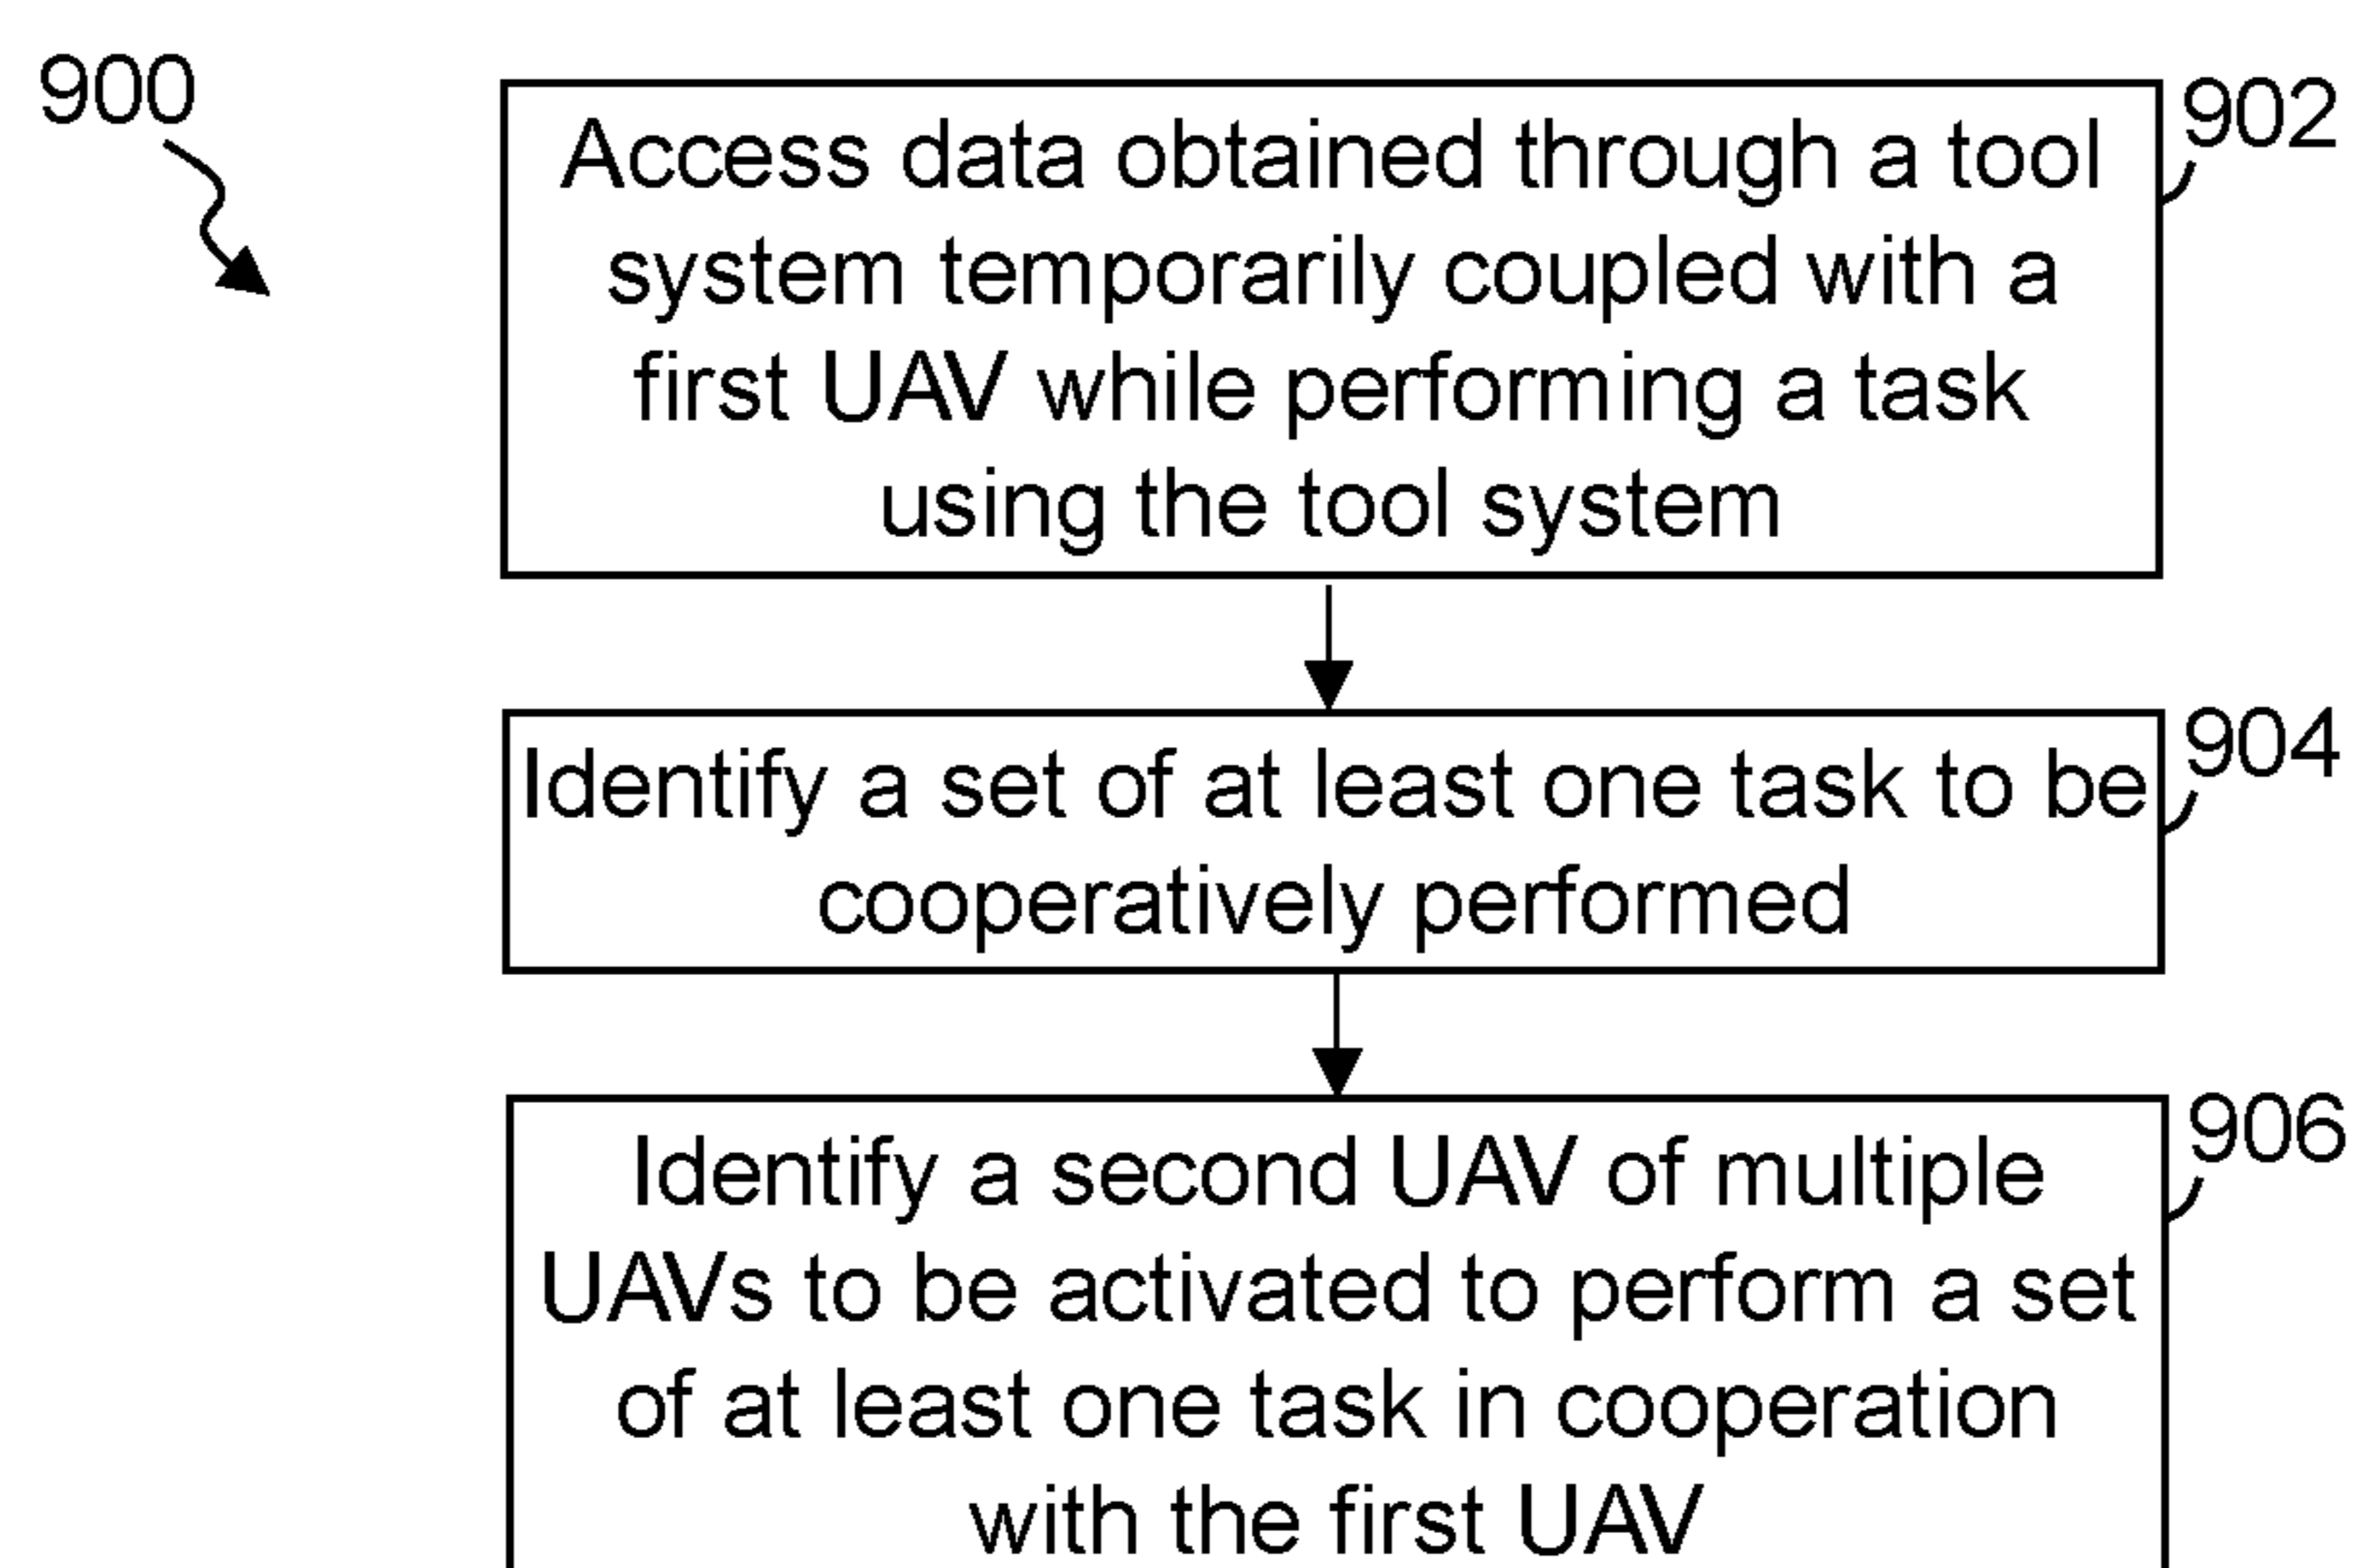 900
902
Access data obtained through a tool
system temporarily coupled with a
first UAV while performing a task
using the tool system
904
Identify a set of at least one task to be
cooperatively performed
906
Identify a second UAV of multiple
UAVs to be activated to perform a set
of at least one task in cooperation
with the first UAV